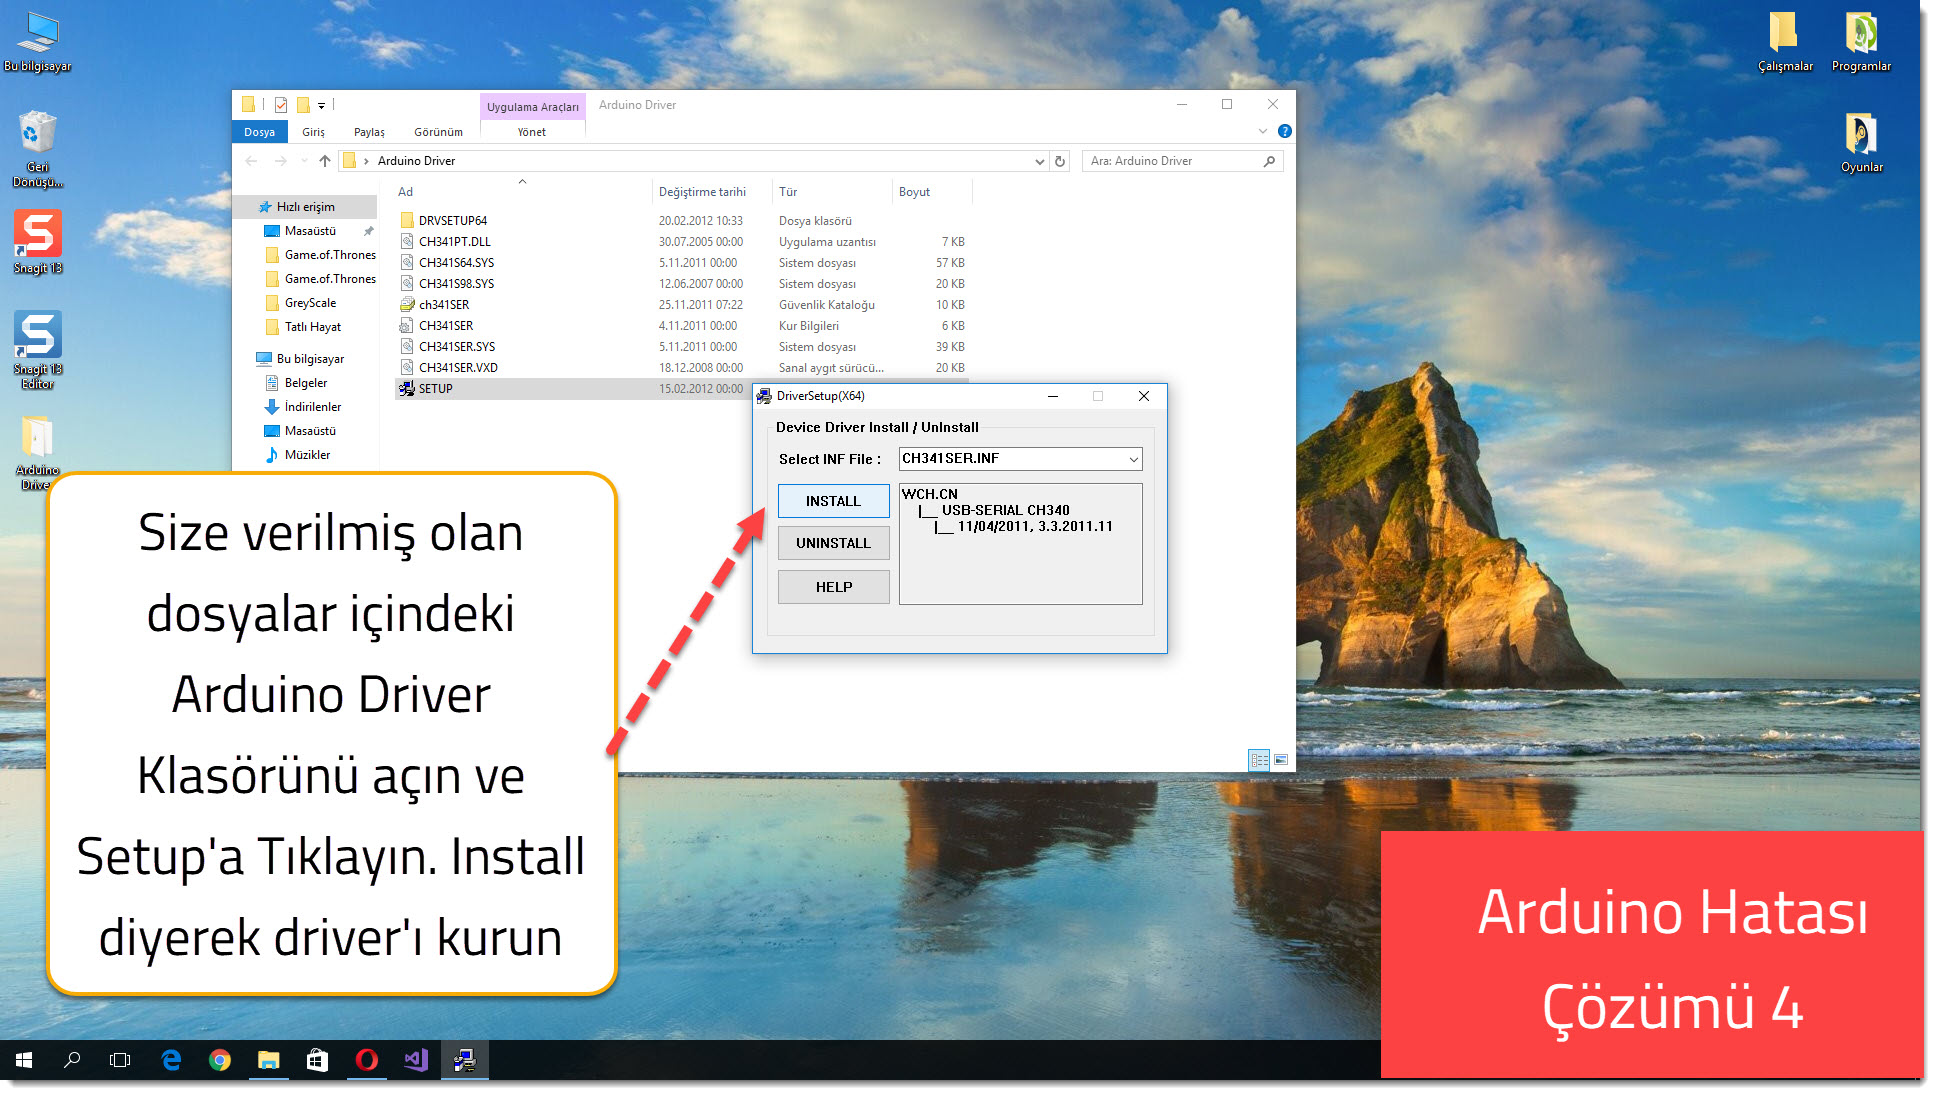 Bu bilgisayar
Geri
Dönüşü...
Snagit 13
Snagit 13
Editor
Arduino
Drive
Çalışmalar
Programlar
Oyunlar
Uygulama Araçları
Arduino Driver
Dosya
Giriş
Paylaş
Görünüm
Yönet
Arduino Driver
Ara: Arduino Driver
Ad
Değiştirme tarihi
Tür
Boyut
Hızlı erişim
Masaüstü
Game.of.Thrones
Game.of.Thrones
GreyScale
Tatlı Hayat
Bu bilgisayar
Belgeler
İndirilenler
Masaüstü
Müzikler
DRVSETUP64 20.02.2012 10:33 Dosya klasörü
CH341PT.DLL 30.07.2005 00:00 Uygulama uzantısı 7 KB
CH341S64.SYS 5.11.2011 00:00 Sistem dosyası 57 KB
CH341S98.SYS 12.06.2007 00:00 Sistem dosyası 20 KB
ch341SER 25.11.2011 07:22 Güvenlik Kataloğu 10 KB
CH341SER 4.11.2011 00:00 Kur Bilgileri 6 KB
CH341SER.SYS 5.11.2011 00:00 Sistem dosyası 39 KB
CH341SER.VXD 18.12.2008 00:00 Sanal aygıt sürücü... 20 KB
SETUP 15.02.2012 00:00
DriverSetup(X64)
Device Driver Install / UnInstall
Select INF File :
CH341SER.INF
INSTALL
UNINSTALL
HELP
WCH.CN
|__ USB-SERIAL CH340
|__ 11/04/2011, 3.3.2011.11
Size verilmiş olan
dosyalar içindeki
Arduino Driver
Klasörünü açın ve
Setup'a Tıklayın. Install
diyerek driver'ı kurun
Arduino Hatası
Çözümü 4